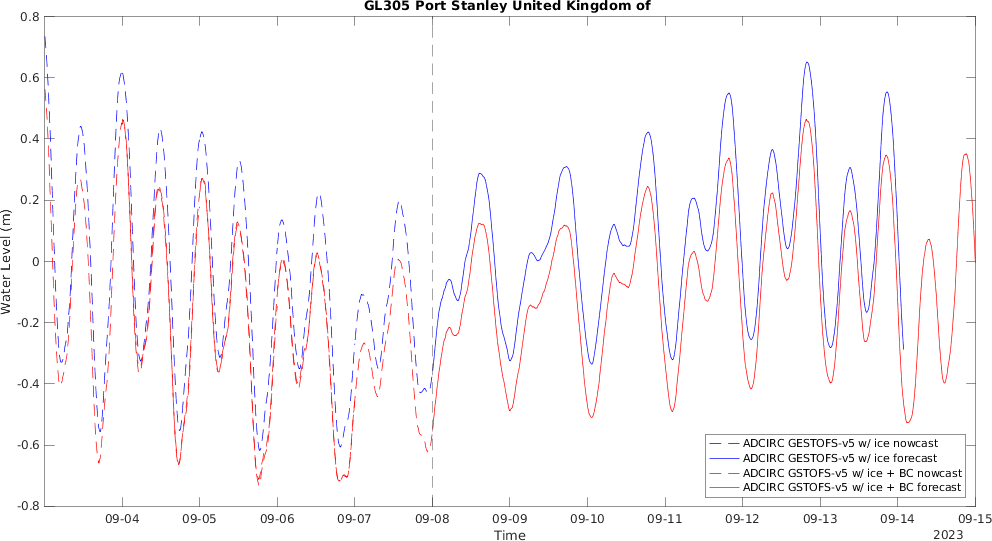 GL305 Port Stanley United Kingdom of
Water Level (m)
0.8
0.6
0.4
0.2
0
-0.2
-0.4
-0.6
-0.8
ADCIRC GESTOFS-v5 w/ ice nowcast
ADCIRC GESTOFS-v5 w/ ice forecast
ADCIRC GSTOFS-v5 w/ ice + BC nowcast
ADCIRC GSTOFS-v5 w/ ice + BC forecast
09-04 09-05 09-06 09-07 09-08 09-09 09-10 09-11 09-12 09-13 09-14 09-15
Time
2023